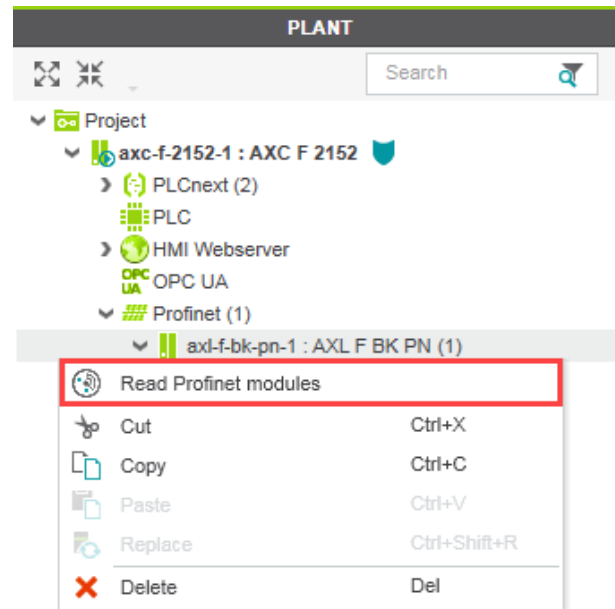 PLANT
Search
Project
axc-f-2152-1 : AXC F 2152
PLCnext (2)
PLC
HMI Webserver
OPC UA OPC UA
Profinet (1)
axl-f-bk-pn-1 : AXL F BK PN (1)
Read Profinet modules
Cut Ctrl+X
Copy Ctrl+C
Paste Ctrl+V
Replace Ctrl+Shift+R
Delete Del